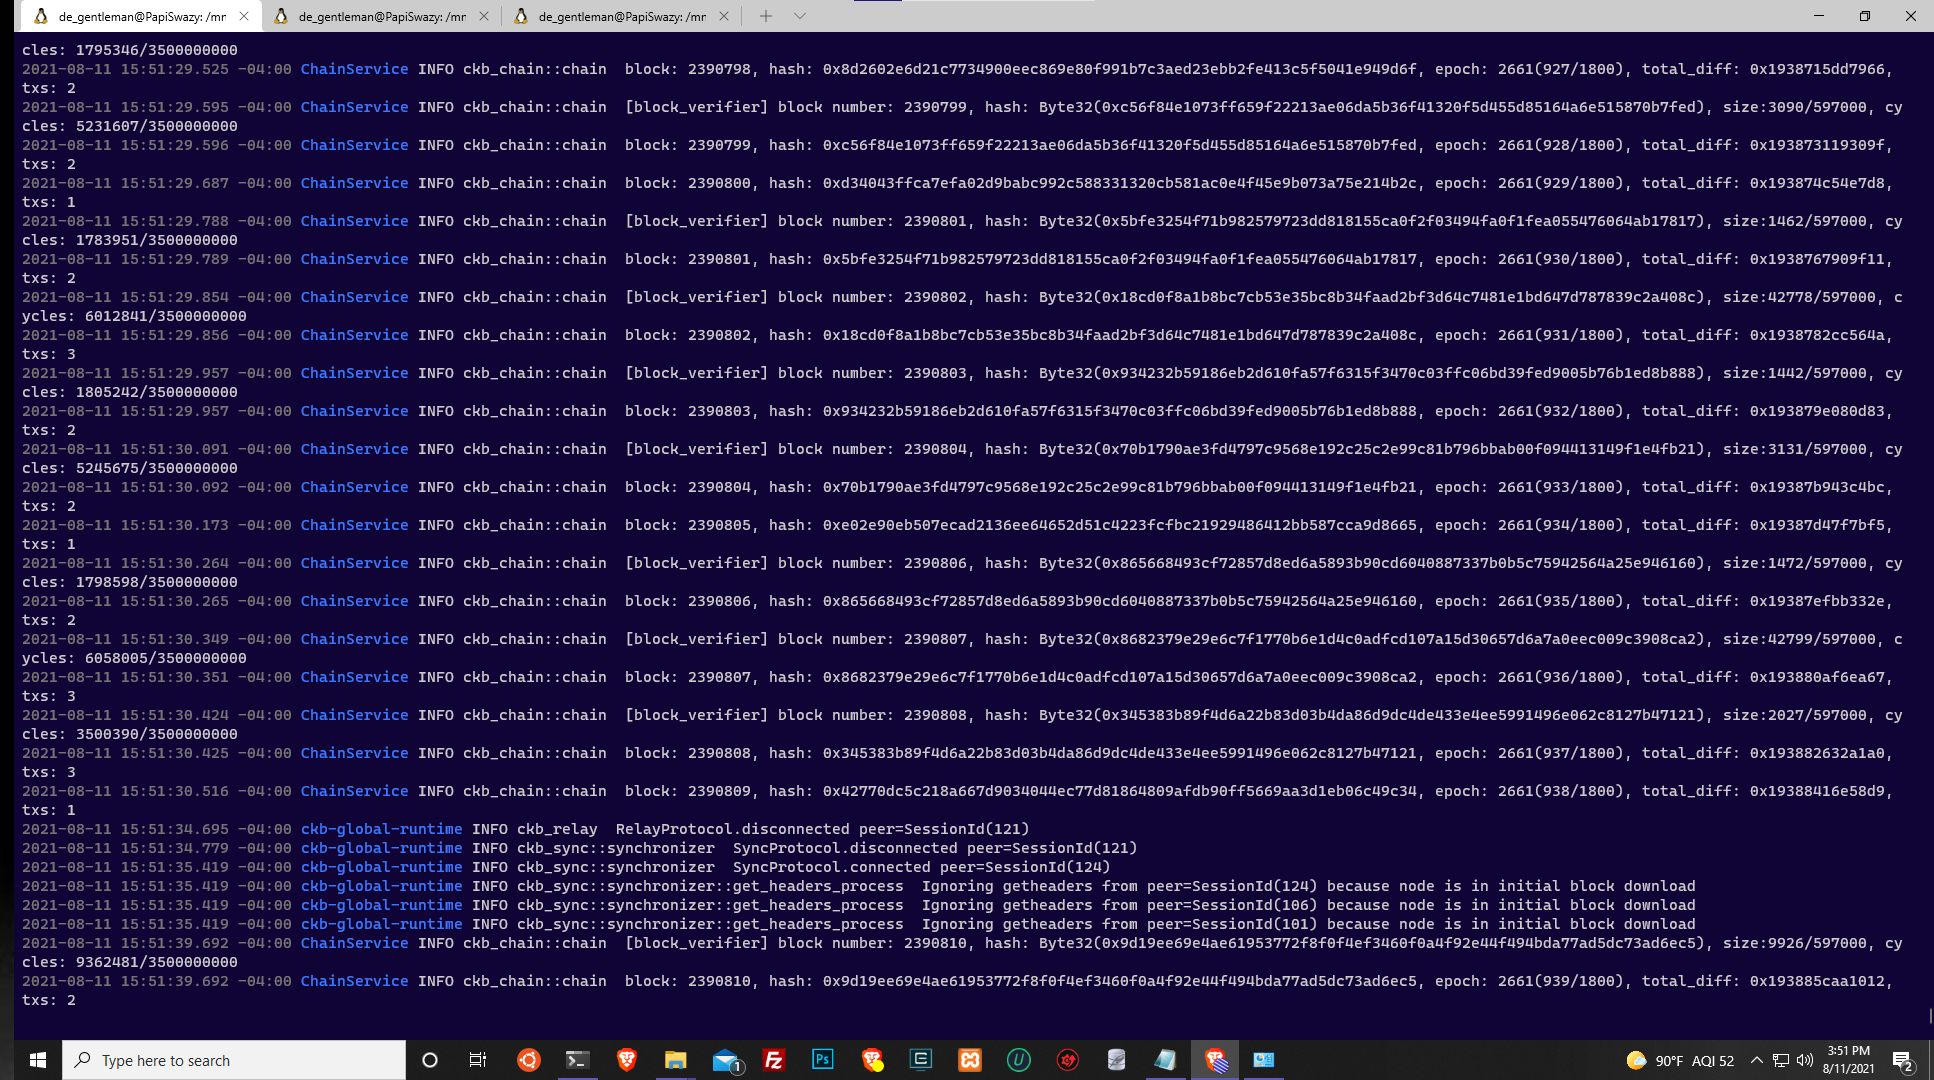 de_gentleman@PapiSwazy: /mr
de_gentleman@PapiSwazy: /mr
de_gentleman@PapiSwazy: /mr
cles: 1795346/3500000000
2021-08-11 15:51:29.525 -04:00 ChainService INFO ckb_chain::chain  block: 2390798, hash: 0x8d2602e6d21c7734900eec869e80f991b7c3aed23ebb2fe413c5f5041e949d6f, epoch: 2661(927/1800), total_diff: 0x1938715dd7966,
txs: 2
2021-08-11 15:51:29.595 -04:00 ChainService INFO ckb_chain::chain  [block_verifier] block number: 2390799, hash: Byte32(0xc56f84e1073ff659f22213ae06da5b36f41320f5d455d85164a6e515870b7fed), size:3090/597000, cy
cles: 5231607/3500000000
2021-08-11 15:51:29.596 -04:00 ChainService INFO ckb_chain::chain  block: 2390799, hash: 0xc56f84e1073ff659f22213ae06da5b36f41320f5d455d85164a6e515870b7fed, epoch: 2661(928/1800), total_diff: 0x193873119309f,
txs: 2
2021-08-11 15:51:29.687 -04:00 ChainService INFO ckb_chain::chain  block: 2390800, hash: 0xd34043ffca7efa02d9babc992c588331320cb581ac0e4f45e9b073a75e214b2c, epoch: 2661(929/1800), total_diff: 0x193874c54e7d8,
txs: 1
2021-08-11 15:51:29.788 -04:00 ChainService INFO ckb_chain::chain  [block_verifier] block number: 2390801, hash: Byte32(0x5bfe3254f71b982579723dd818155ca0f2f03494fa0f1fea055476064ab17817), size:1462/597000, cy
cles: 1783951/3500000000
2021-08-11 15:51:29.789 -04:00 ChainService INFO ckb_chain::chain  block: 2390801, hash: 0x5bfe3254f71b982579723dd818155ca0f2f03494fa0f1fea055476064ab17817, epoch: 2661(930/1800), total_diff: 0x1938767909f11,
txs: 2
2021-08-11 15:51:29.854 -04:00 ChainService INFO ckb_chain::chain  [block_verifier] block number: 2390802, hash: Byte32(0x18cd0f8a1b8bc7cb53e35bc8b34faad2bf3d64c7481e1bd647d787839c2a408c), size:42778/597000, c
ycles: 6012841/3500000000
2021-08-11 15:51:29.856 -04:00 ChainService INFO ckb_chain::chain  block: 2390802, hash: 0x18cd0f8a1b8bc7cb53e35bc8b34faad2bf3d64c7481e1bd647d787839c2a408c, epoch: 2661(931/1800), total_diff: 0x1938782cc564a,
txs: 3
2021-08-11 15:51:29.957 -04:00 ChainService INFO ckb_chain::chain  [block_verifier] block number: 2390803, hash: Byte32(0x934232b59186eb2d610fa57f6315f3470c03ffc06bd39fed9005b76b1ed8b888), size:1442/597000, cy
cles: 1805242/3500000000
2021-08-11 15:51:29.957 -04:00 ChainService INFO ckb_chain::chain  block: 2390803, hash: 0x934232b59186eb2d610fa57f6315f3470c03ffc06bd39fed9005b76b1ed8b888, epoch: 2661(932/1800), total_diff: 0x193879e080d83,
txs: 2
2021-08-11 15:51:30.091 -04:00 ChainService INFO ckb_chain::chain  [block_verifier] block number: 2390804, hash: Byte32(0x70b1790ae3fd4797c9568e192c25c2e99c81b796bbab00f094413149f1e4fb21), size:3131/597000, cy
cles: 5245675/3500000000
2021-08-11 15:51:30.092 -04:00 ChainService INFO ckb_chain::chain  block: 2390804, hash: 0x70b1790ae3fd4797c9568e192c25c2e99c81b796bbab00f094413149f1e4fb21, epoch: 2661(933/1800), total_diff: 0x19387b943c4bc,
txs: 2
2021-08-11 15:51:30.173 -04:00 ChainService INFO ckb_chain::chain  block: 2390805, hash: 0xe02e90eb507ecad2136ee64652d51c4223fcfbc21929486412bb587cca9d8665, epoch: 2661(934/1800), total_diff: 0x19387d47f7bf5,
txs: 1
2021-08-11 15:51:30.264 -04:00 ChainService INFO ckb_chain::chain  [block_verifier] block number: 2390806, hash: Byte32(0x865668493cf72857d8ed6a5893b90cd6040887337b0b5c75942564a25e946160), size:1472/597000, cy
cles: 1798598/3500000000
2021-08-11 15:51:30.265 -04:00 ChainService INFO ckb_chain::chain  block: 2390806, hash: 0x865668493cf72857d8ed6a5893b90cd6040887337b0b5c75942564a25e946160, epoch: 2661(935/1800), total_diff: 0x19387efbb332e,
txs: 2
2021-08-11 15:51:30.349 -04:00 ChainService INFO ckb_chain::chain  [block_verifier] block number: 2390807, hash: Byte32(0x8682379e29e6c7f1770b6e1d4c0adfcd107a15d30657d6a7a0eec009c3908ca2), size:42799/597000, c
ycles: 6058005/3500000000
2021-08-11 15:51:30.351 -04:00 ChainService INFO ckb_chain::chain  block: 2390807, hash: 0x8682379e29e6c7f1770b6e1d4c0adfcd107a15d30657d6a7a0eec009c3908ca2, epoch: 2661(936/1800), total_diff: 0x193880af6ea67,
txs: 3
2021-08-11 15:51:30.424 -04:00 ChainService INFO ckb_chain::chain  [block_verifier] block number: 2390808, hash: Byte32(0x345383b89f4d6a22b83d03b4da86d9dc4de433e4ee5991496e062c8127b47121), size:2027/597000, cy
cles: 3500390/3500000000
2021-08-11 15:51:30.425 -04:00 ChainService INFO ckb_chain::chain  block: 2390808, hash: 0x345383b89f4d6a22b83d03b4da86d9dc4de433e4ee5991496e062c8127b47121, epoch: 2661(937/1800), total_diff: 0x193882632a1a0,
txs: 3
2021-08-11 15:51:30.516 -04:00 ChainService INFO ckb_chain::chain  block: 2390809, hash: 0x42770dc5c218a667d9034044ec77d81864809afdb90ff5669aa3d1eb06c49c34, epoch: 2661(938/1800), total_diff: 0x19388416e58d9,
txs: 1
2021-08-11 15:51:34.695 -04:00 ckb-global-runtime INFO ckb_relay  RelayProtocol.disconnected peer=SessionId(121)
2021-08-11 15:51:34.779 -04:00 ckb-global-runtime INFO ckb_sync::synchronizer  SyncProtocol.disconnected peer=SessionId(121)
2021-08-11 15:51:35.419 -04:00 ckb-global-runtime INFO ckb_sync::synchronizer  SyncProtocol.connected peer=SessionId(124)
2021-08-11 15:51:35.419 -04:00 ckb-global-runtime INFO ckb_sync::synchronizer::get_headers_process  Ignoring getheaders from peer=SessionId(124) because node is in initial block download
2021-08-11 15:51:35.419 -04:00 ckb-global-runtime INFO ckb_sync::synchronizer::get_headers_process  Ignoring getheaders from peer=SessionId(106) because node is in initial block download
2021-08-11 15:51:35.419 -04:00 ckb-global-runtime INFO ckb_sync::synchronizer::get_headers_process  Ignoring getheaders from peer=SessionId(101) because node is in initial block download
2021-08-11 15:51:39.692 -04:00 ChainService INFO ckb_chain::chain  [block_verifier] block number: 2390810, hash: Byte32(0x9d19ee69e4ae61953772f8f0f4ef3460f0a4f92e44f494bda77ad5dc73ad6ec5), size:9926/597000, cy
cles: 9362481/3500000000
2021-08-11 15:51:39.692 -04:00 ChainService INFO ckb_chain::chain  block: 2390810, hash: 0x9d19ee69e4ae61953772f8f0f4ef3460f0a4f92e44f494bda77ad5dc73ad6ec5, epoch: 2661(939/1800), total_diff: 0x193885caa1012,
txs: 2
Type here to search
1
Fz
Ps
90°F AQI 52
3:51 PM
8/11/2021
2